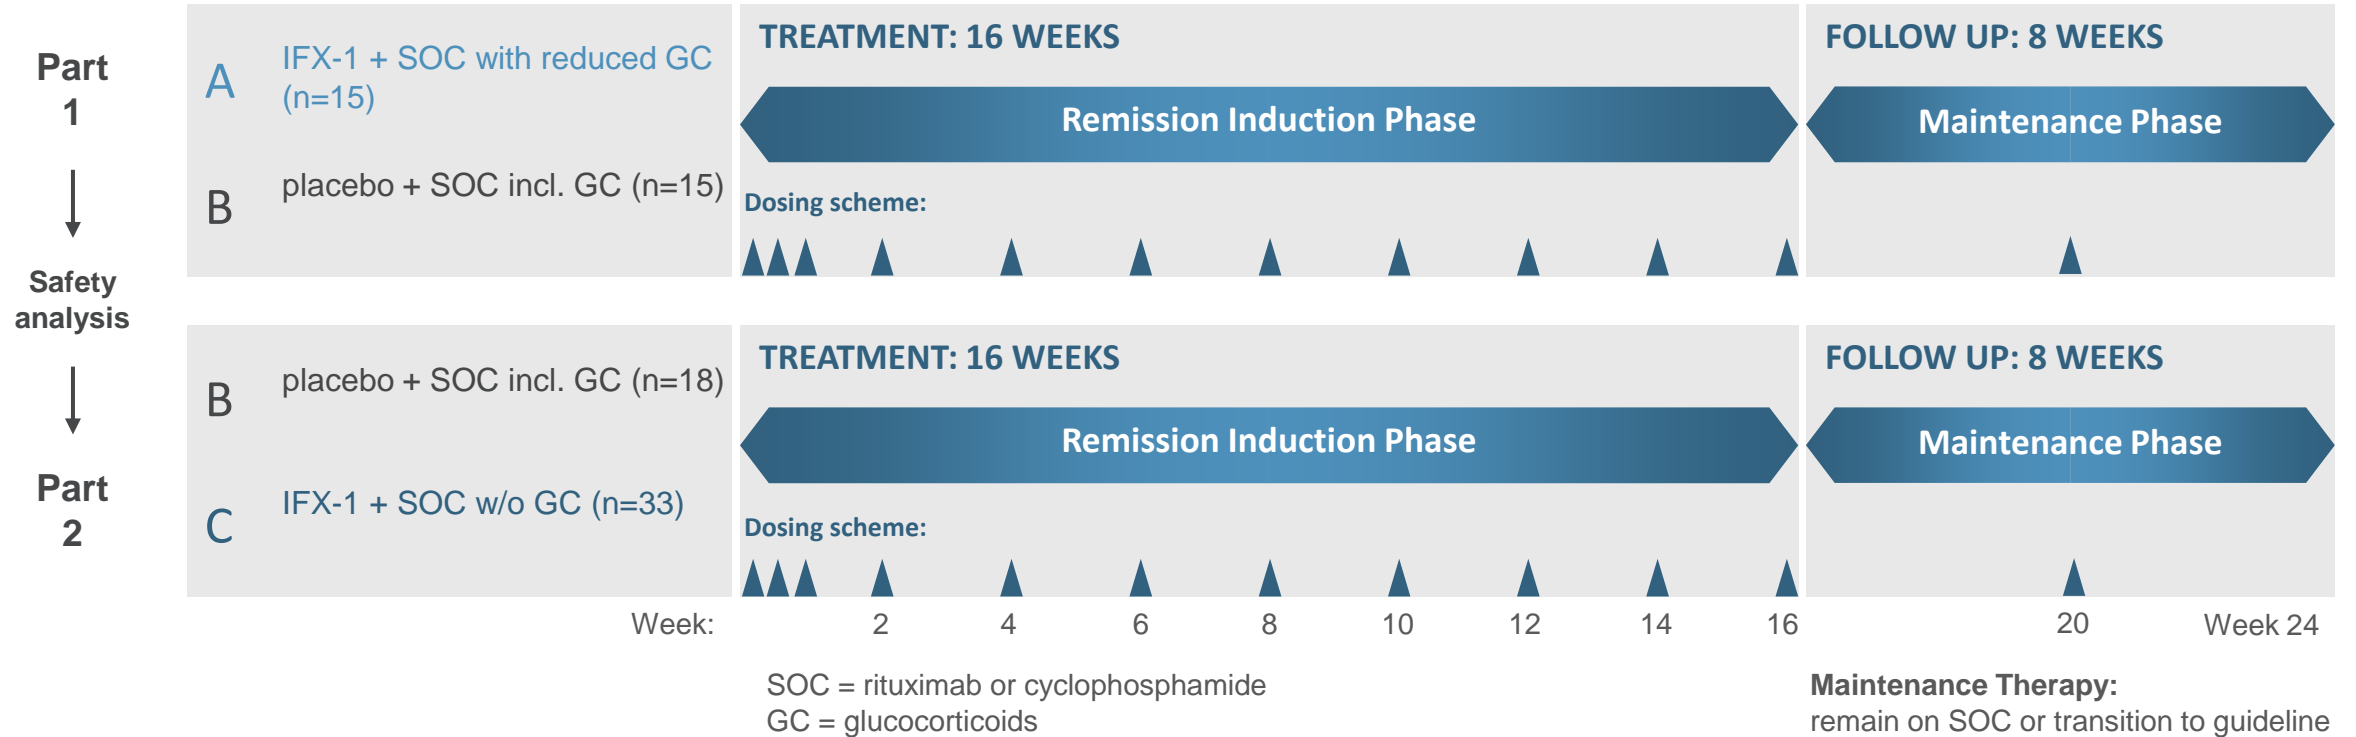 Part
1
Safety
analysis
Part
2
A
IFX-1 + SOC with reduced GC
(n=15)
B
placebo + SOC incl. GC (n=15)
TREATMENT: 16 WEEKS
Remission Induction Phase
Dosing scheme:
FOLLOW UP: 8 WEEKS
Maintenance Phase
B
placebo + SOC incl. GC (n=18)
C
IFX-1 + SOC w/o GC (n=33)
TREATMENT: 16 WEEKS
Remission Induction Phase
Dosing scheme:
FOLLOW UP: 8 WEEKS
Maintenance Phase
Week: 2 4 6 8 10 12 14 16 20 Week 24
SOC = rituximab or cyclophosphamide
GC = glucocorticoids
Maintenance Therapy:
remain on SOC or transition to guideline